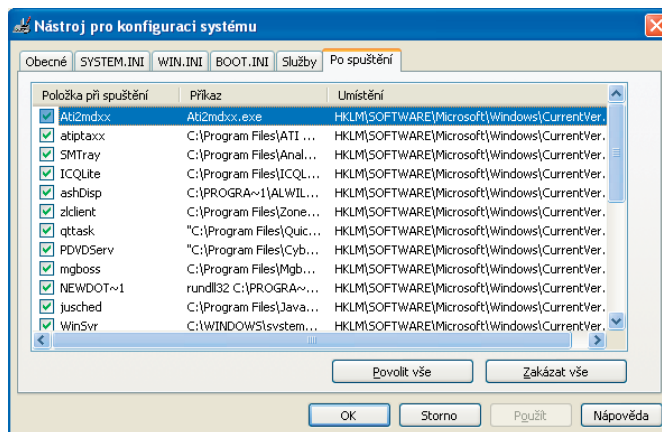 Nástroj pro konfiguraci systému
Obecné SYSTEM.INI WIN.INI BOOT.INI Služby Po spuštění
Položka při spuštění Příkaz Umístění
Ati2mdxx Ati2mdxx.exe HKLM\SOFTWARE\Microsoft\Windows\CurrentVer.
atiptaxx C:\Program Files\ATI ... HKLM\SOFTWARE\Microsoft\Windows\CurrentVer.
SMTray C:\Program Files\Anal... HKLM\SOFTWARE\Microsoft\Windows\CurrentVer.
ICQLite C:\Program Files\ICQL... HKLM\SOFTWARE\Microsoft\Windows\CurrentVer.
ashDisp C:\PROGRA~1\ALWIL... HKLM\SOFTWARE\Microsoft\Windows\CurrentVer.
zlclient C:\Program Files\Zone... HKLM\SOFTWARE\Microsoft\Windows\CurrentVer.
qttask "C:\Program Files\Quic... HKLM\SOFTWARE\Microsoft\Windows\CurrentVer.
PDVDServ "C:\Program Files\Cyb... HKLM\SOFTWARE\Microsoft\Windows\CurrentVer.
mgboss C:\Program Files\Mgb... HKLM\SOFTWARE\Microsoft\Windows\CurrentVer.
NEWDOT~1 rundll32 C:\PROGRA~... HKLM\SOFTWARE\Microsoft\Windows\CurrentVer.
jusched C:\Program Files\Java... HKLM\SOFTWARE\Microsoft\Windows\CurrentVer.
WinSvr C:\WINDOWS\system... HKLM\SOFTWARE\Microsoft\Windows\CurrentVer.
Povolit vše Zakázat vše
OK Storno Použít Nápověda